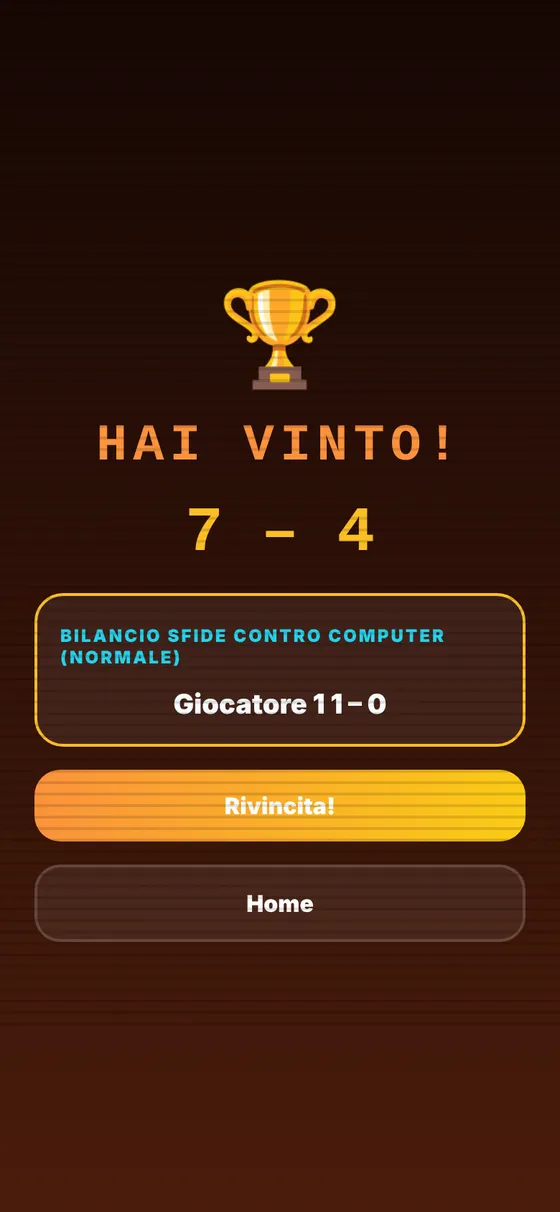 HAI VINTO!
7 – 4
BILANCIO SFIDE CONTRO COMPUTER
(NORMALE)
Giocatore 11–0
Rivincita!
Home